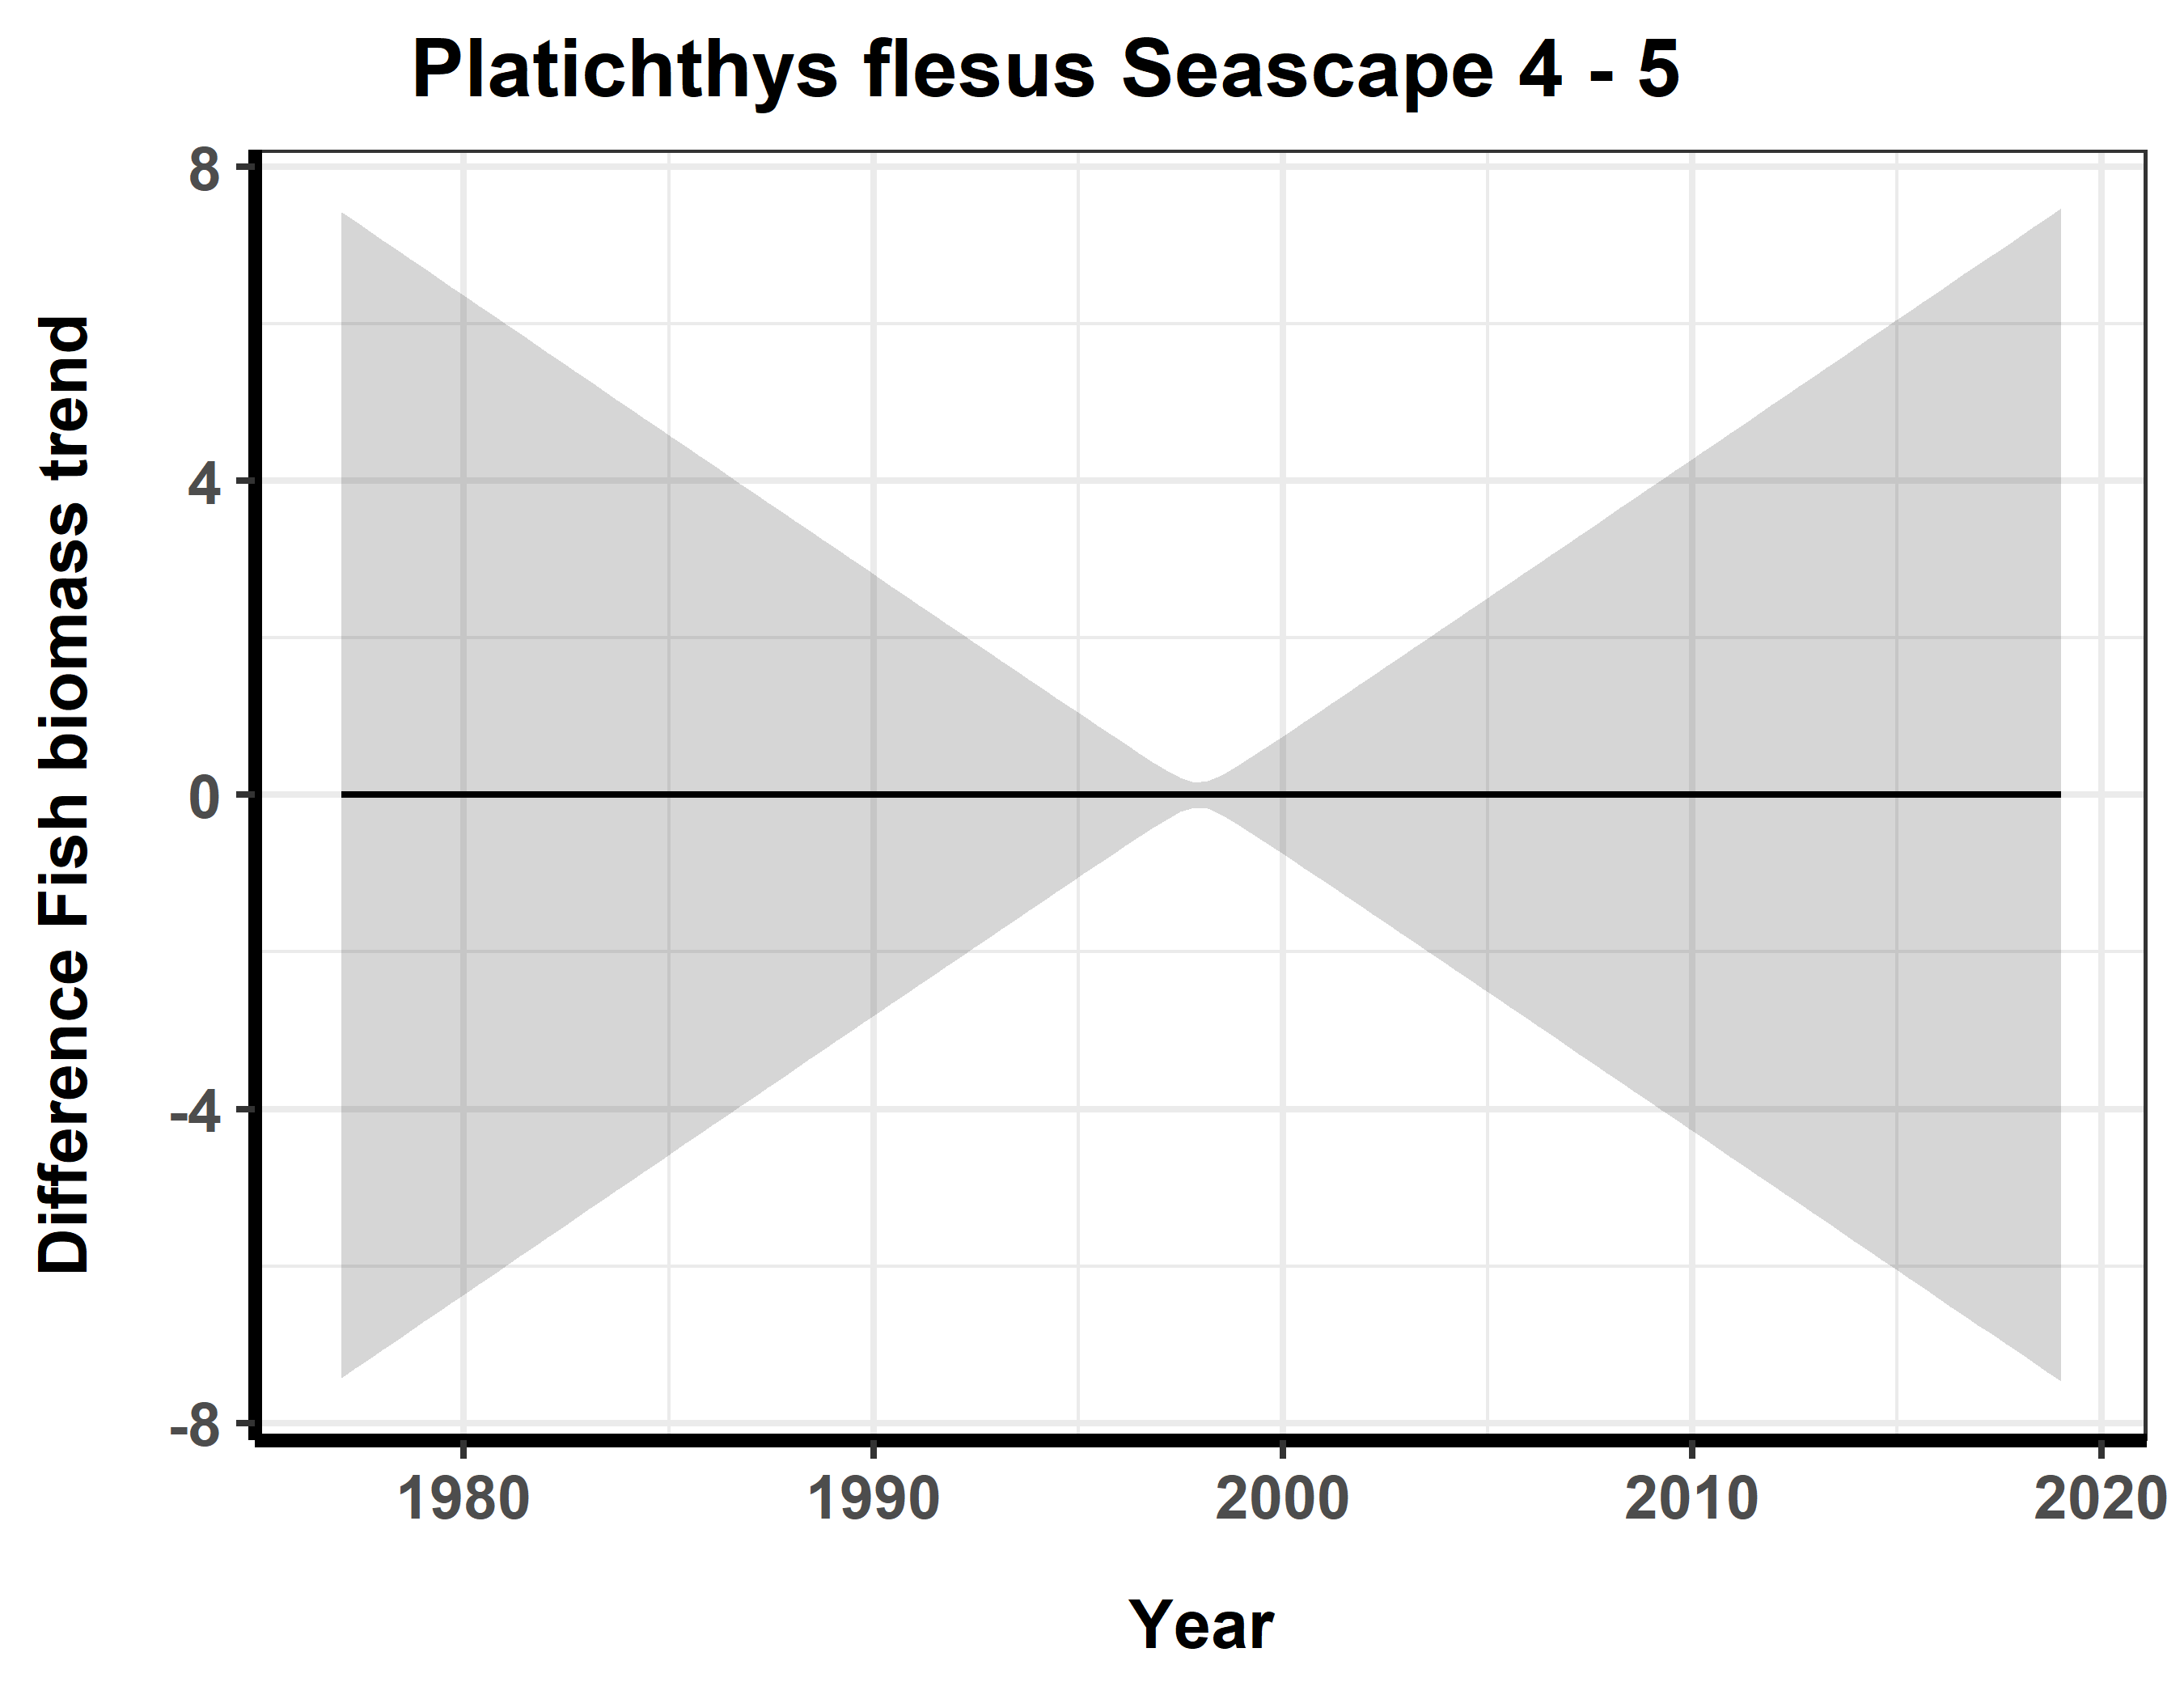 Platichthys flesus Seascape 4 - 5
Difference Fish biomass trend
8
4
0
-4
-8
1980 1990 2000 2010 2020
Year